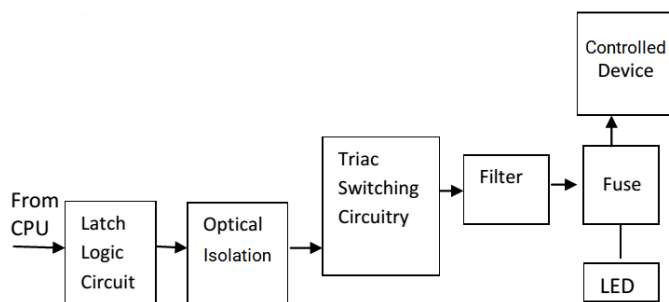 From
CPU
Latch
Logic
Circuit
Optical
Isolation
Triac
Switching
Circuitry
Filter
Fuse
Controlled
Device
LED